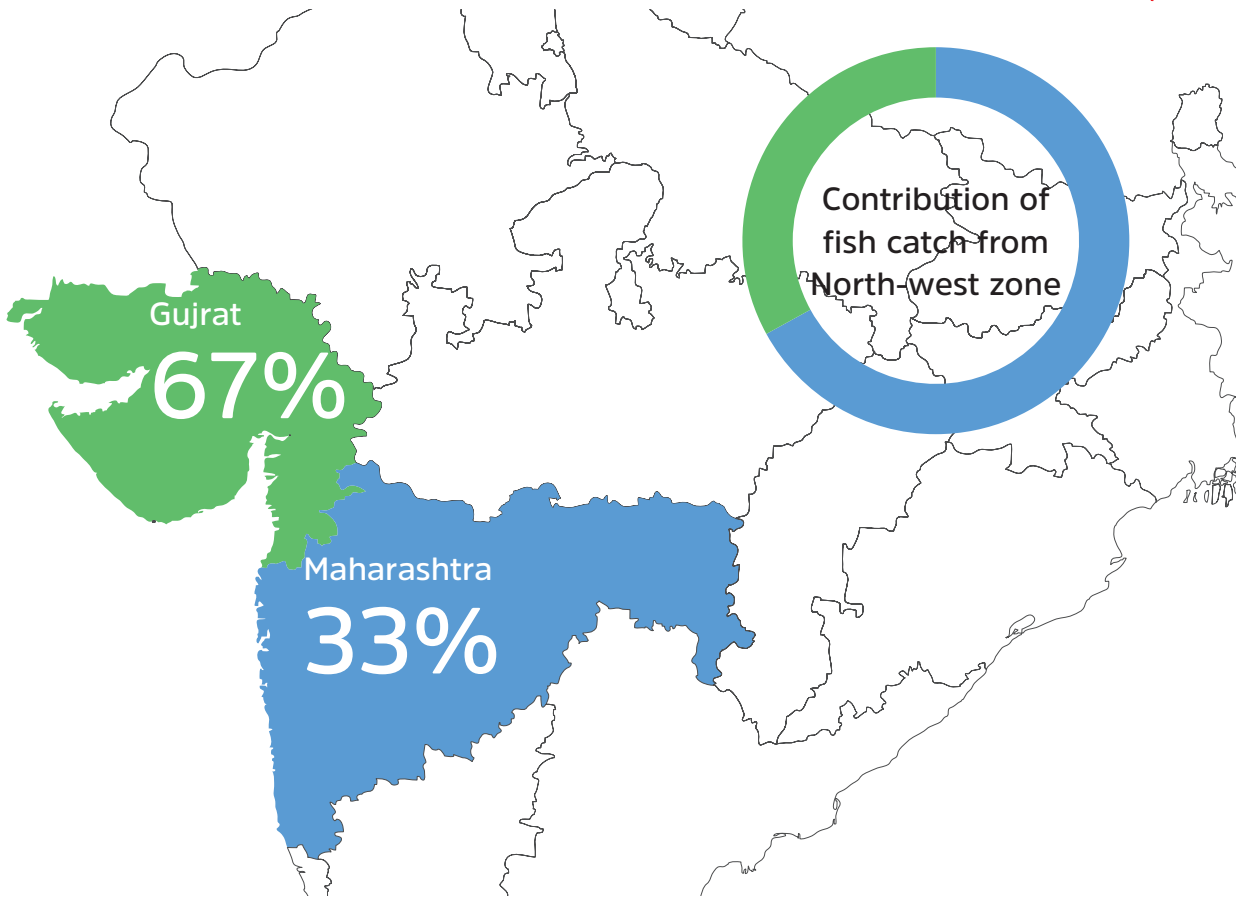 Contribution of
fish catch from
North-west zone
Gujrat
67%
Maharashtra
33%